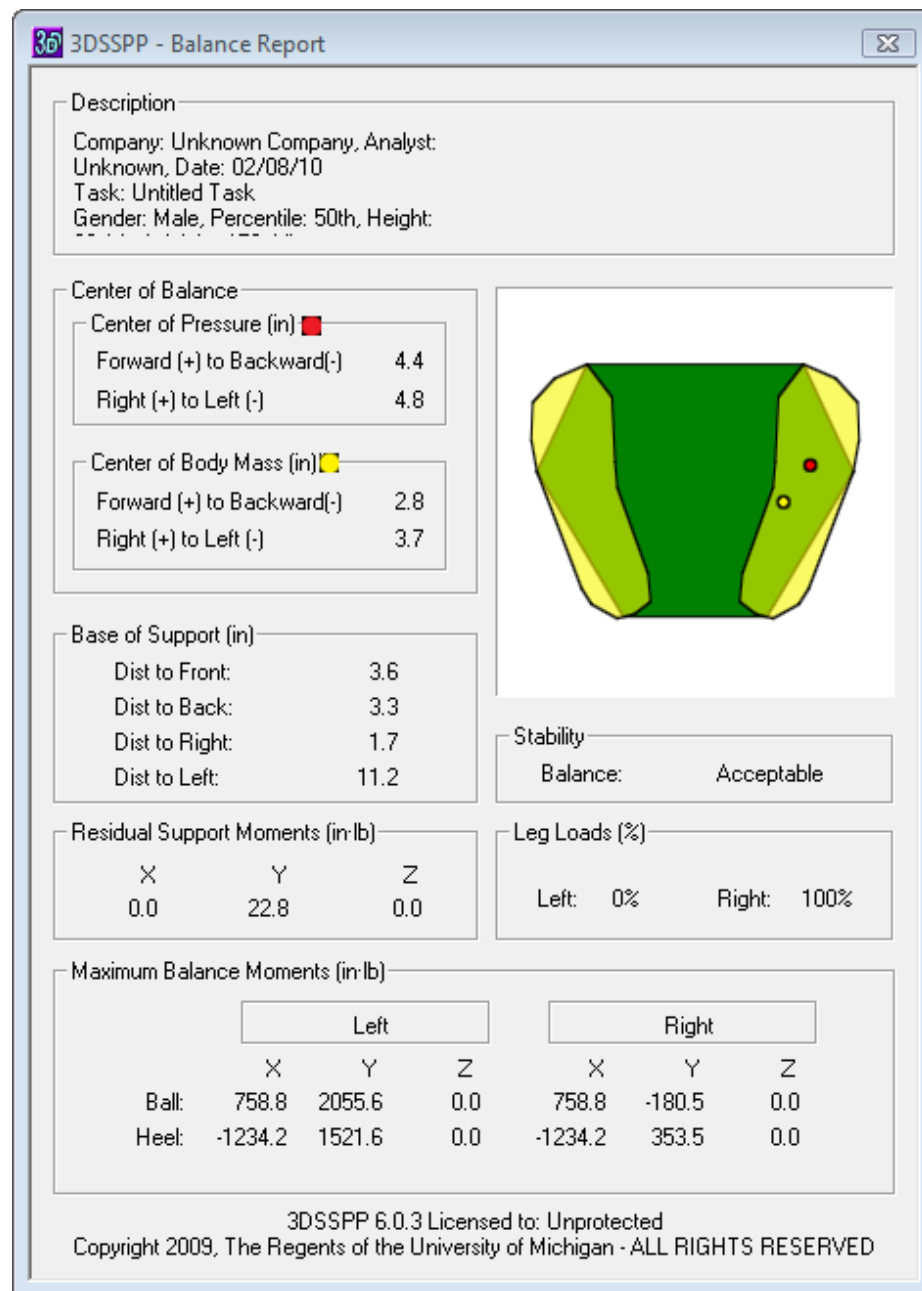 3D 3DSSPP - Balance Report
Description
Company: Unknown Company, Analyst:
Unknown, Date: 02/08/10
Task: Untitled Task
Gender: Male, Percentile: 50th, Height:
Center of Balance
Center of Pressure (in)
Forward (+) to Backward(-) 4.4
Right (+) to Left (-) 4.8
Center of Body Mass (in)
Forward (+) to Backward(-) 2.8
Right (+) to Left (-) 3.7
Base of Support (in)
Dist to Front: 3.6
Dist to Back: 3.3
Dist to Right: 1.7
Dist to Left: 11.2
Stability
Balance: Acceptable
Residual Support Moments (in·lb)
X Y Z
0.0 22.8 0.0
Leg Loads (%)
Left: 0% Right: 100%
Maximum Balance Moments (in·lb)
Left Right
X Y Z X Y Z
Ball: 758.8 2055.6 0.0 758.8 -180.5 0.0
Heel: -1234.2 1521.6 0.0 -1234.2 353.5 0.0
3DSSPP 6.0.3 Licensed to: Unprotected
Copyright 2009, The Regents of the University of Michigan - ALL RIGHTS RESERVED